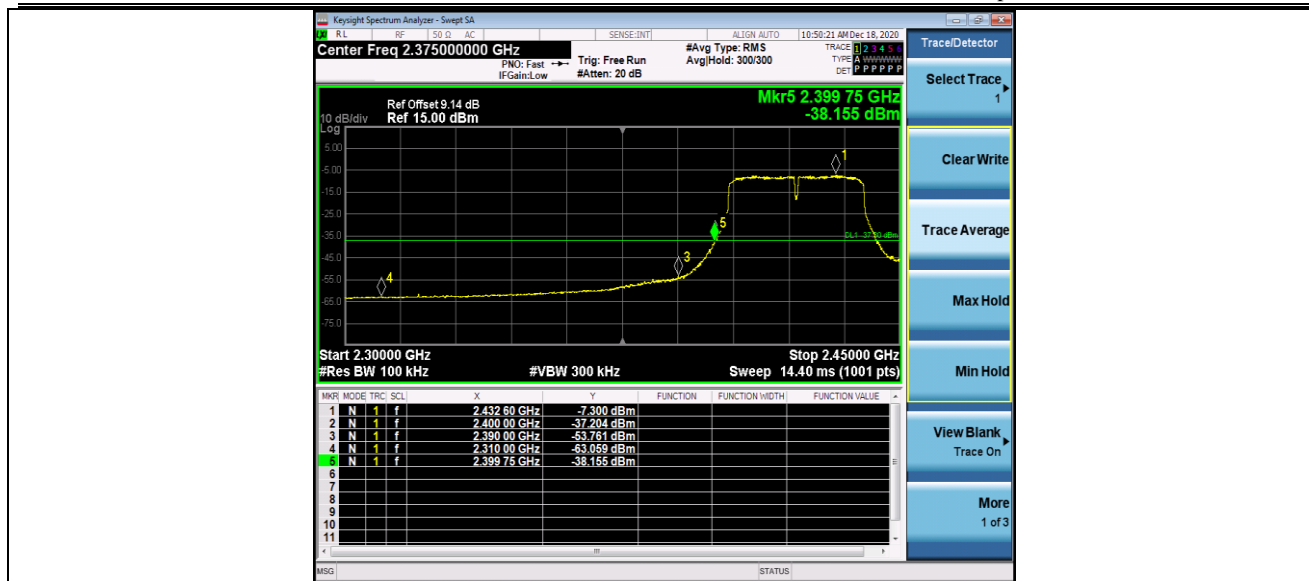 Keysight Spectrum Analyzer - Swept SA
LXI RL RF 50 Ω AC SENSE:INT ALIGN AUTO 10:50:21 AM Dec 18, 2020
Center Freq 2.375000000 GHz
PNO: Fast
IFGain:Low
Trig: Free Run
#Atten: 20 dB
#Avg Type: RMS
Avg|Hold: 300/300
TRACE 1 2 3 4 5 6
TYPE A WWWWW
DET P P P P P P
Mkr5 2.399 75 GHz
-38.155 dBm
Ref Offset 9.14 dB
10 dB/div Ref 15.00 dBm
Log
5.00
-5.00
-15.0
-25.0
-35.0
-45.0
-55.0
-65.0
-75.0
1
5
3
4
Start 2.30000 GHz Stop 2.45000 GHz
#Res BW 100 kHz #VBW 300 kHz Sweep 14.40 ms (1001 pts)
MKR MODE TRC SCL X Y FUNCTION FUNCTION WIDTH FUNCTION VALUE
1 N 1 f 2.432 60 GHz -7.300 dBm
2 N 1 f 2.400 00 GHz -37.204 dBm
3 N 1 f 2.390 00 GHz -53.761 dBm
4 N 1 f 2.310 00 GHz -63.059 dBm
5 N 1 f 2.399 75 GHz -38.155 dBm
6
7
8
9
10
11
MSG STATUS
Trace/Detector
Select Trace
1
Clear Write
Trace Average
Max Hold
Min Hold
View Blank
Trace On
More
1 of 3